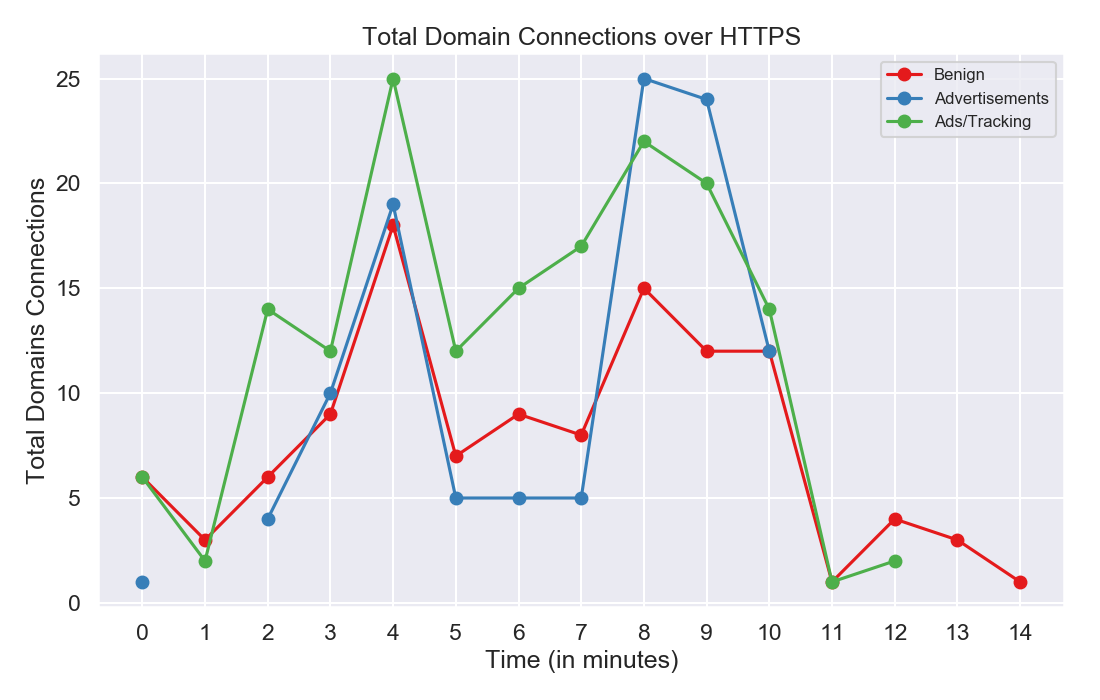 Total Domain Connections over HTTPS
Benign
Advertisements
Ads/Tracking
Total Domains Connections
25
20
15
10
5
0
0 1 2 3 4 5 6 7 8 9 10 11 12 13 14
Time (in minutes)